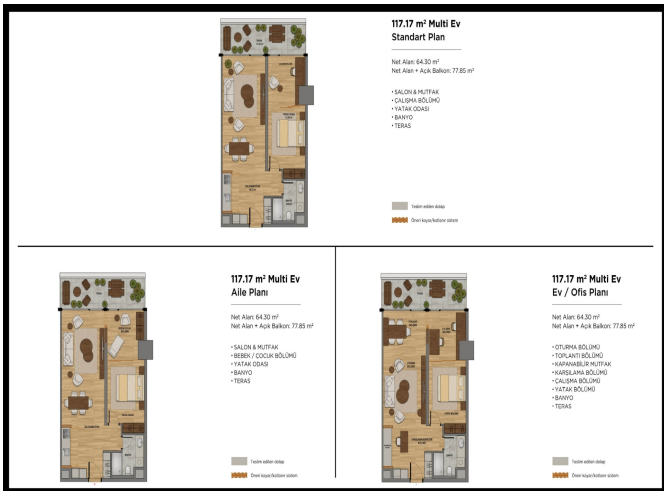 117.17 m² Multi Ev
Standart Plan
Net Alan: 64.30 m²
Net Alan + Açık Balkon: 77.85 m²
• SALON & MUTFAK
• ÇALIŞMA BÖLÜMÜ
• YATAK ODASI
• BANYO
• TERAS
Teslim edilen dolap
Öneri kayar/katlanır sistem
117.17 m² Multi Ev
Aile Planı
Net Alan: 64.30 m²
Net Alan + Açık Balkon: 77.85 m²
• SALON & MUTFAK
• BEBEK / ÇOCUK BÖLÜMÜ
• YATAK ODASI
• BANYO
• TERAS
Teslim edilen dolap
Öneri kayar/katlanır sistem
117.17 m² Multi Ev
Ev / Ofis Planı
Net Alan: 64.30 m²
Net Alan + Açık Balkon: 77.85 m²
• OTURMA BÖLÜMÜ
• TOPLANTI BÖLÜMÜ
• KAPANABİLİR MUTFAK
• KARŞILAMA BÖLÜMÜ
• ÇALIŞMA BÖLÜMÜ
• YATAK BÖLÜMÜ
• BANYO
• TERAS
Teslim edilen dolap
Öneri kayar/katlanır sistem